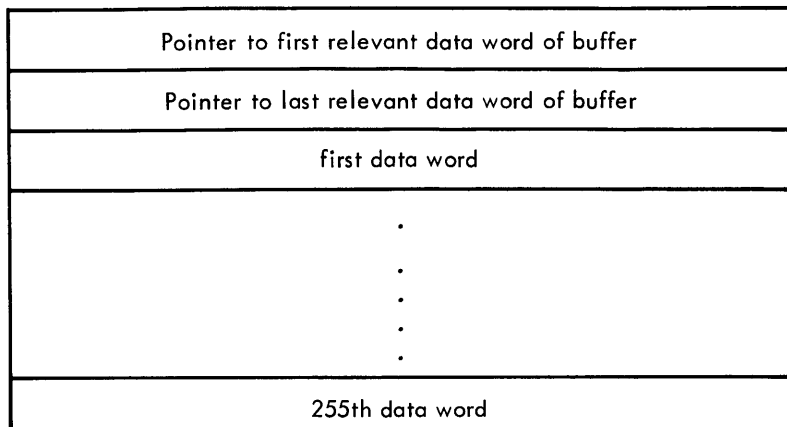 Pointer to first relevant data word of buffer
Pointer to last relevant data word of buffer
first data word
.
.
.
.
.
255th data word